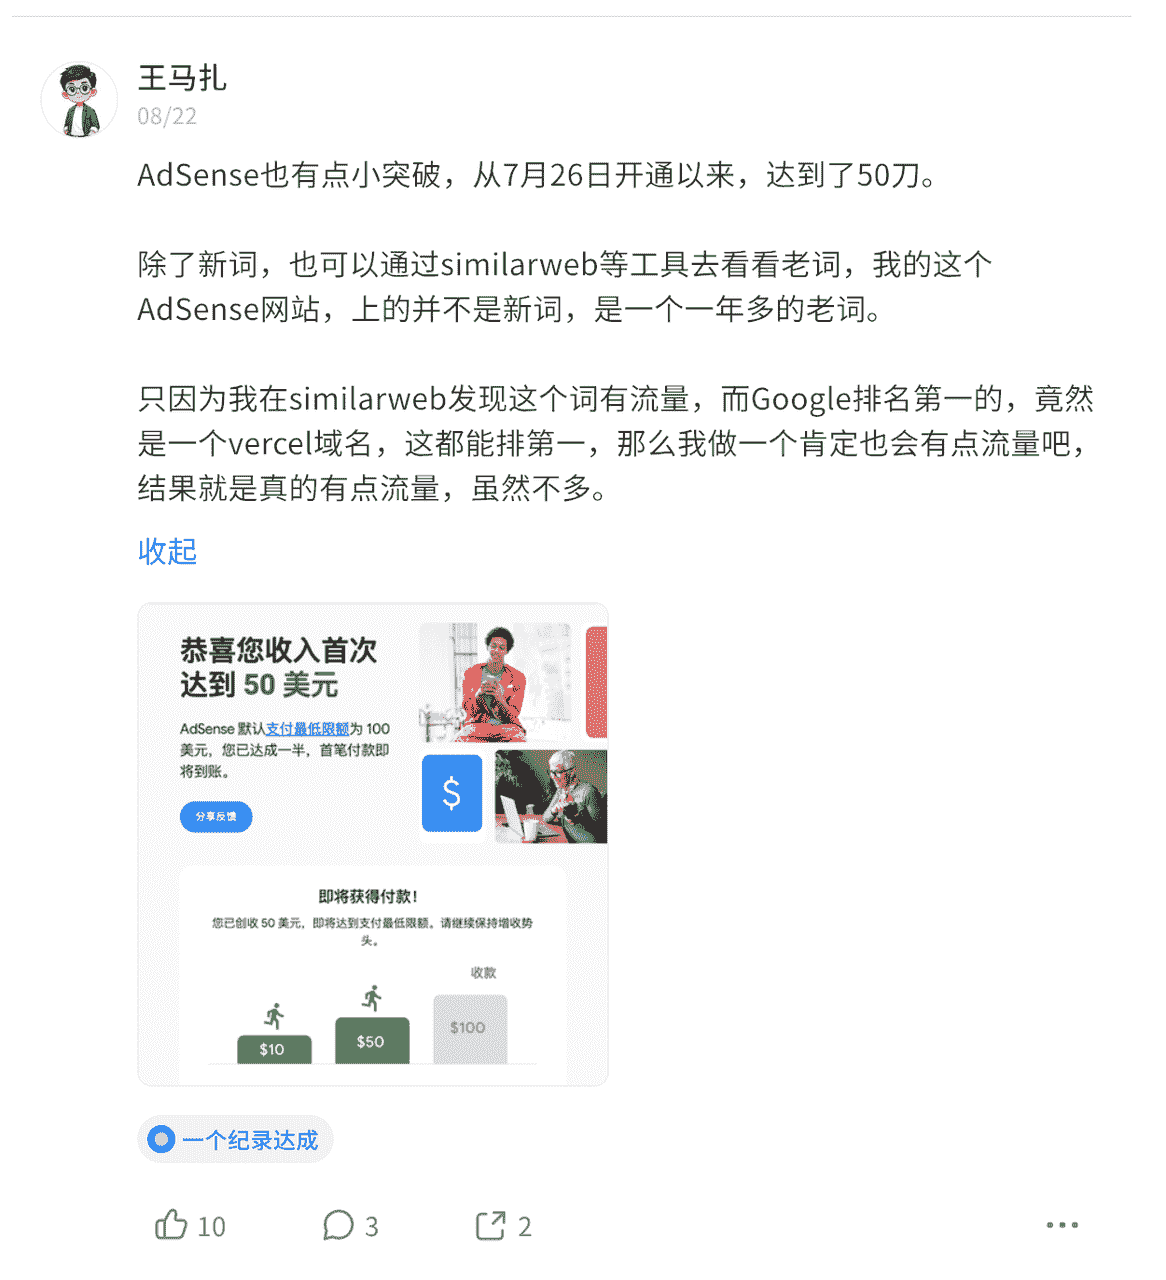 王马扎
08/22
AdSense也有点小突破，从7月26日开通以来，达到了50刀。
除了新词，也可以通过similarweb等工具去看看老词，我的这个
AdSense网站，上的并不是新词，是一个一年多的老词。
只因为我在similarweb发现这个词有流量，而Google排名第一的，竟然
是一个vercel域名，这都能排第一，那么我做一个肯定也会有点流量吧，
结果就是真的有点流量，虽然不多。
收起
恭喜您收入首次
达到 50 美元
AdSense 默认支付最低限额为 100
美元，您已达成一半，首笔付款即
将到账。
$
分享反馈
即将获得付款！
您已创收 50 美元，即将达到支付最低限额。请继续保持增收势
头。
收款
$10
$50
$100
一个纪录达成
10
3
2